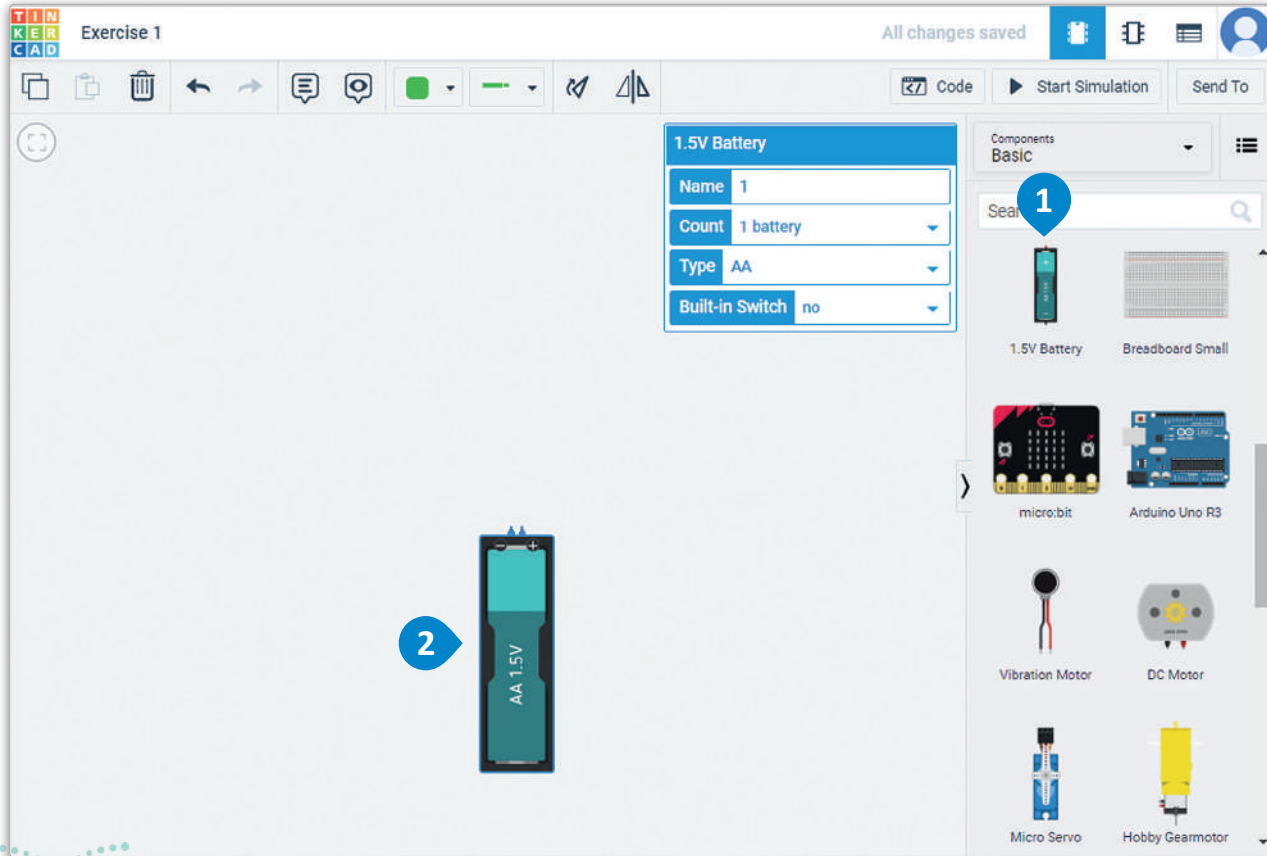 TINKERCAD
Exercise 1
All changes saved
Code
Start Simulation
Send To
1.5V Battery
Name 1
Count 1 battery
Type AA
Built-in Switch no
Components
Basic
Sea
1
1.5V Battery
Breadboard Small
micro:bit
Arduino Uno R3
Vibration Motor
DC Motor
Micro Servo
Hobby Gearmotor
2
AA 1.5V